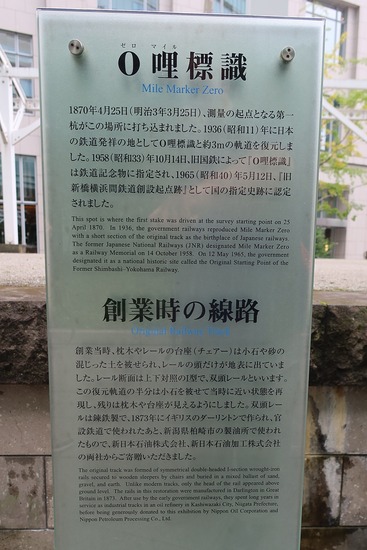 ゼロ マイル
0哩標識
Mile Marker Zero
1870年4月25日(明治3年3月25日)、測量の起点となる第一
杭がこの場所に打ち込まれました。1936(昭和11)年に日本
の鉄道発祥の地として0哩標識と約3mの軌道を復元しま
した。1958(昭和33)年10月14日、旧国鉄によって『0哩標識』
は鉄道記念物に指定され、1965(昭和40)年5月12日、『旧
新橋横浜間鉄道創設起点跡』として国の指定史跡に認定
されました。
This spot is where the first stake was driven at the survey starting point on 25
April 1870. In 1936, the government railways reproduced Mile Marker Zero
with a short section of the original track as the birthplace of Japanese railways.
The former Japanese National Railways (JNR) designated Mile Marker Zero
as a Railway Memorial on 14 October 1958. On 12 May 1965, the government
designated it as a national historic site called the Original Starting Point of the
Former Shimbashi-Yokohama Railway.
創業時の線路
創業当時、枕木やレールの台座(チェアー)は小石や砂の
混じった土を被せられ、レールの頭だけが地表に出ていま
した。レール断面は上下対照のI型で、双頭レールといいます。
この復元軌道の半分は小石を被せて当時に近い状態を再
現し、残りは枕木や台座が見えるようにしました。双頭レー
ルは錬鉄製で、1873年にイギリスのダーリントンで作られ、官
設鉄道で使われたあと、新潟県柏崎市の製油所で使われ
たもので、新日本石油株式会社、新日本石油加工株式会社
の両社からご寄贈いただきました。
The original track was formed of symmetrical double-headed I-section wrought-iron
rails secured to wooden sleepers by chairs and buried in a mixed ballast of sand,
gravel, and earth. Unlike modern tracks, only the head of the rail appeared above
ground level. The rails in this restoration were manufactured in Darlington in Great
Britain in 1873. After use by the early government railways, they spent long years in
service as industrial tracks in an oil refinery in Kashiwazaki City, Niigata Prefecture,
before being generously donated to this exhibition by Nippon Oil Corporation and
Nippon Petroleum Processing Co., Ltd.